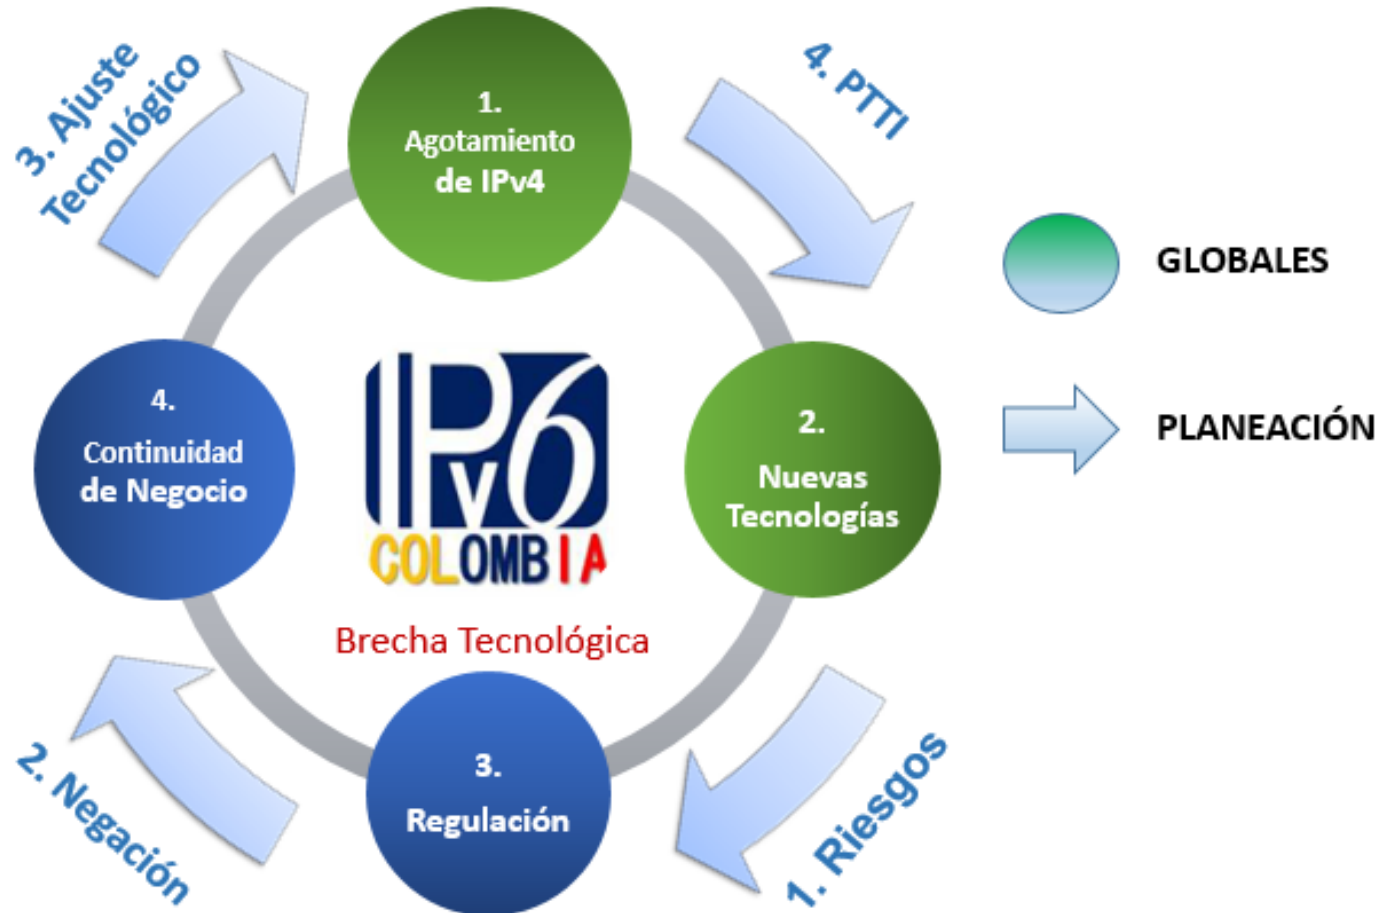 3. Ajuste
Tecnológico
1.
Agotamiento
de IPv4
4. PTTI
GLOBALES
4.
Continuidad
de Negocio
IPv6
COLOMBIA
2.
Nuevas
Tecnologías
PLANEACIÓN
Brecha Tecnológica
2. Negación
3.
Regulación
1. Riesgos